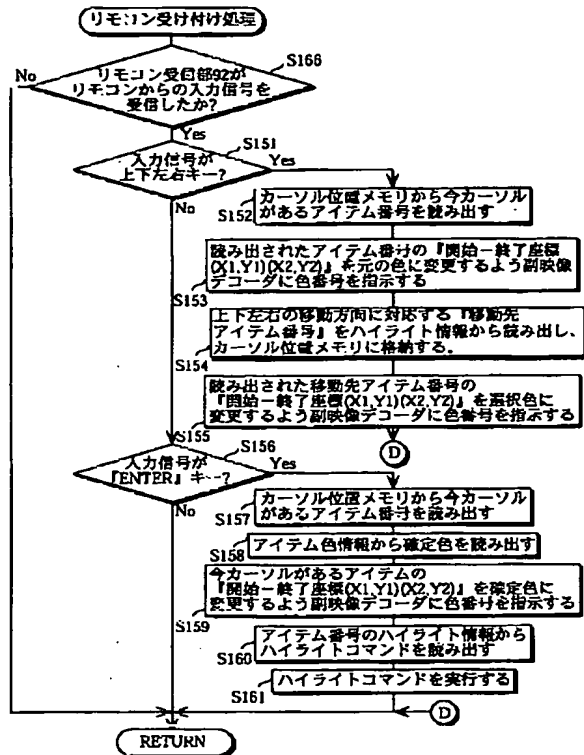 リモコン受け付け処理
S166
No
リモコン受信部92が
リモコンからの入力信号を
受信したか?
Yes
S151
入力信号が
上下左右キー?
Yes
No
S152
カーソル位置メモリから今カーソル
があるアイテム番号を読み出す
読み出されたアイテム番号の『開始ー終了座標
(X1,Y1)(X2,Y2)』を元の色に変更するよう副映像
デコーダに色番号を指示する
S153
上下左右の移動方向に対応する『移動先
アイテム番号』をハイライト情報から読み出し、
カーソル位置メモリに格納する。
S154
読み出された移動先アイテム番号の
『開始ー終了座標(X1,Y1)(X2,Y2)』を選択色に
変更するよう副映像デコーダに色番号を指示する
S155
D
S156
入力信号が
『ENTER』キー?
Yes
No
カーソル位置メモリから今カーソル
があるアイテム番号を読み出す
S157
アイテム色情報から確定色を読み出す
S158
今カーソルがあるアイテムの
『開始ー終了座標(X1,Y1)(X2,Y2)』を確定色に
変更するよう副映像デコーダに色番号を指示する
S159
アイテム番号のハイライト情報から
ハイライトコマンドを読み出す
S160
ハイライトコマンドを実行する
S161
D
RETURN